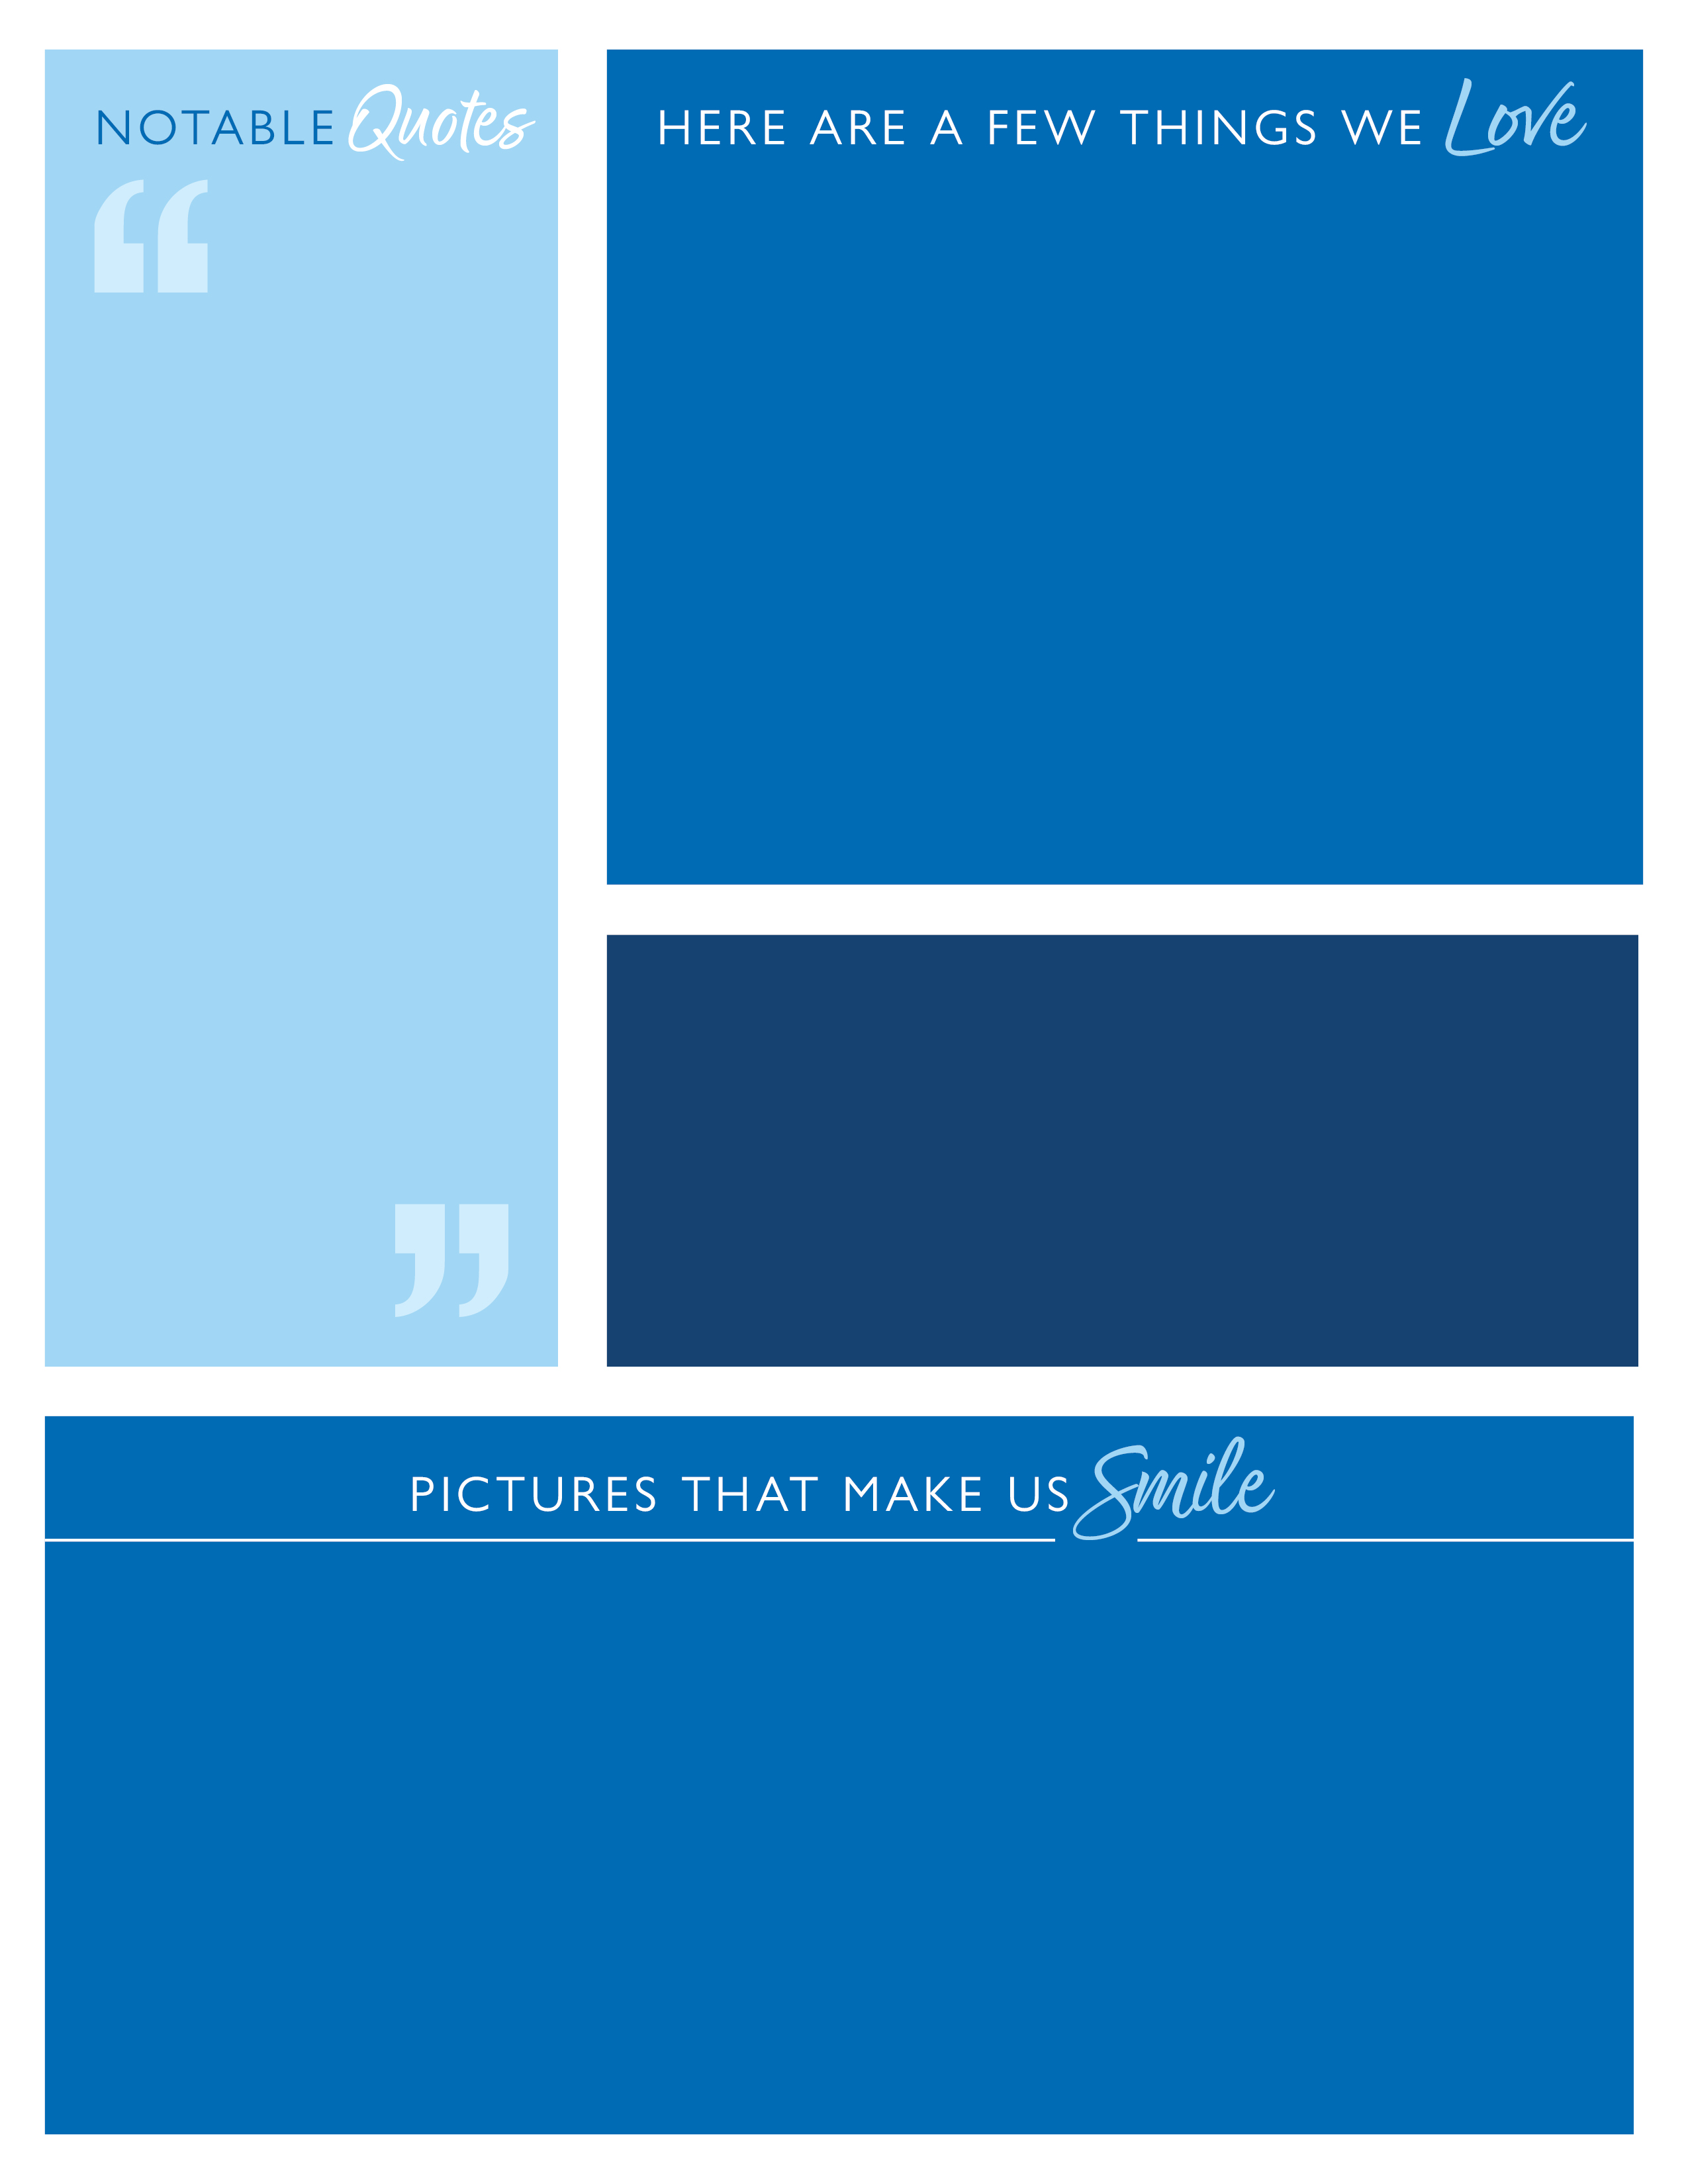 NOTABLE Quotes
“
”
HERE ARE A FEW THINGS WE Love
PICTURES THAT MAKE US Smile